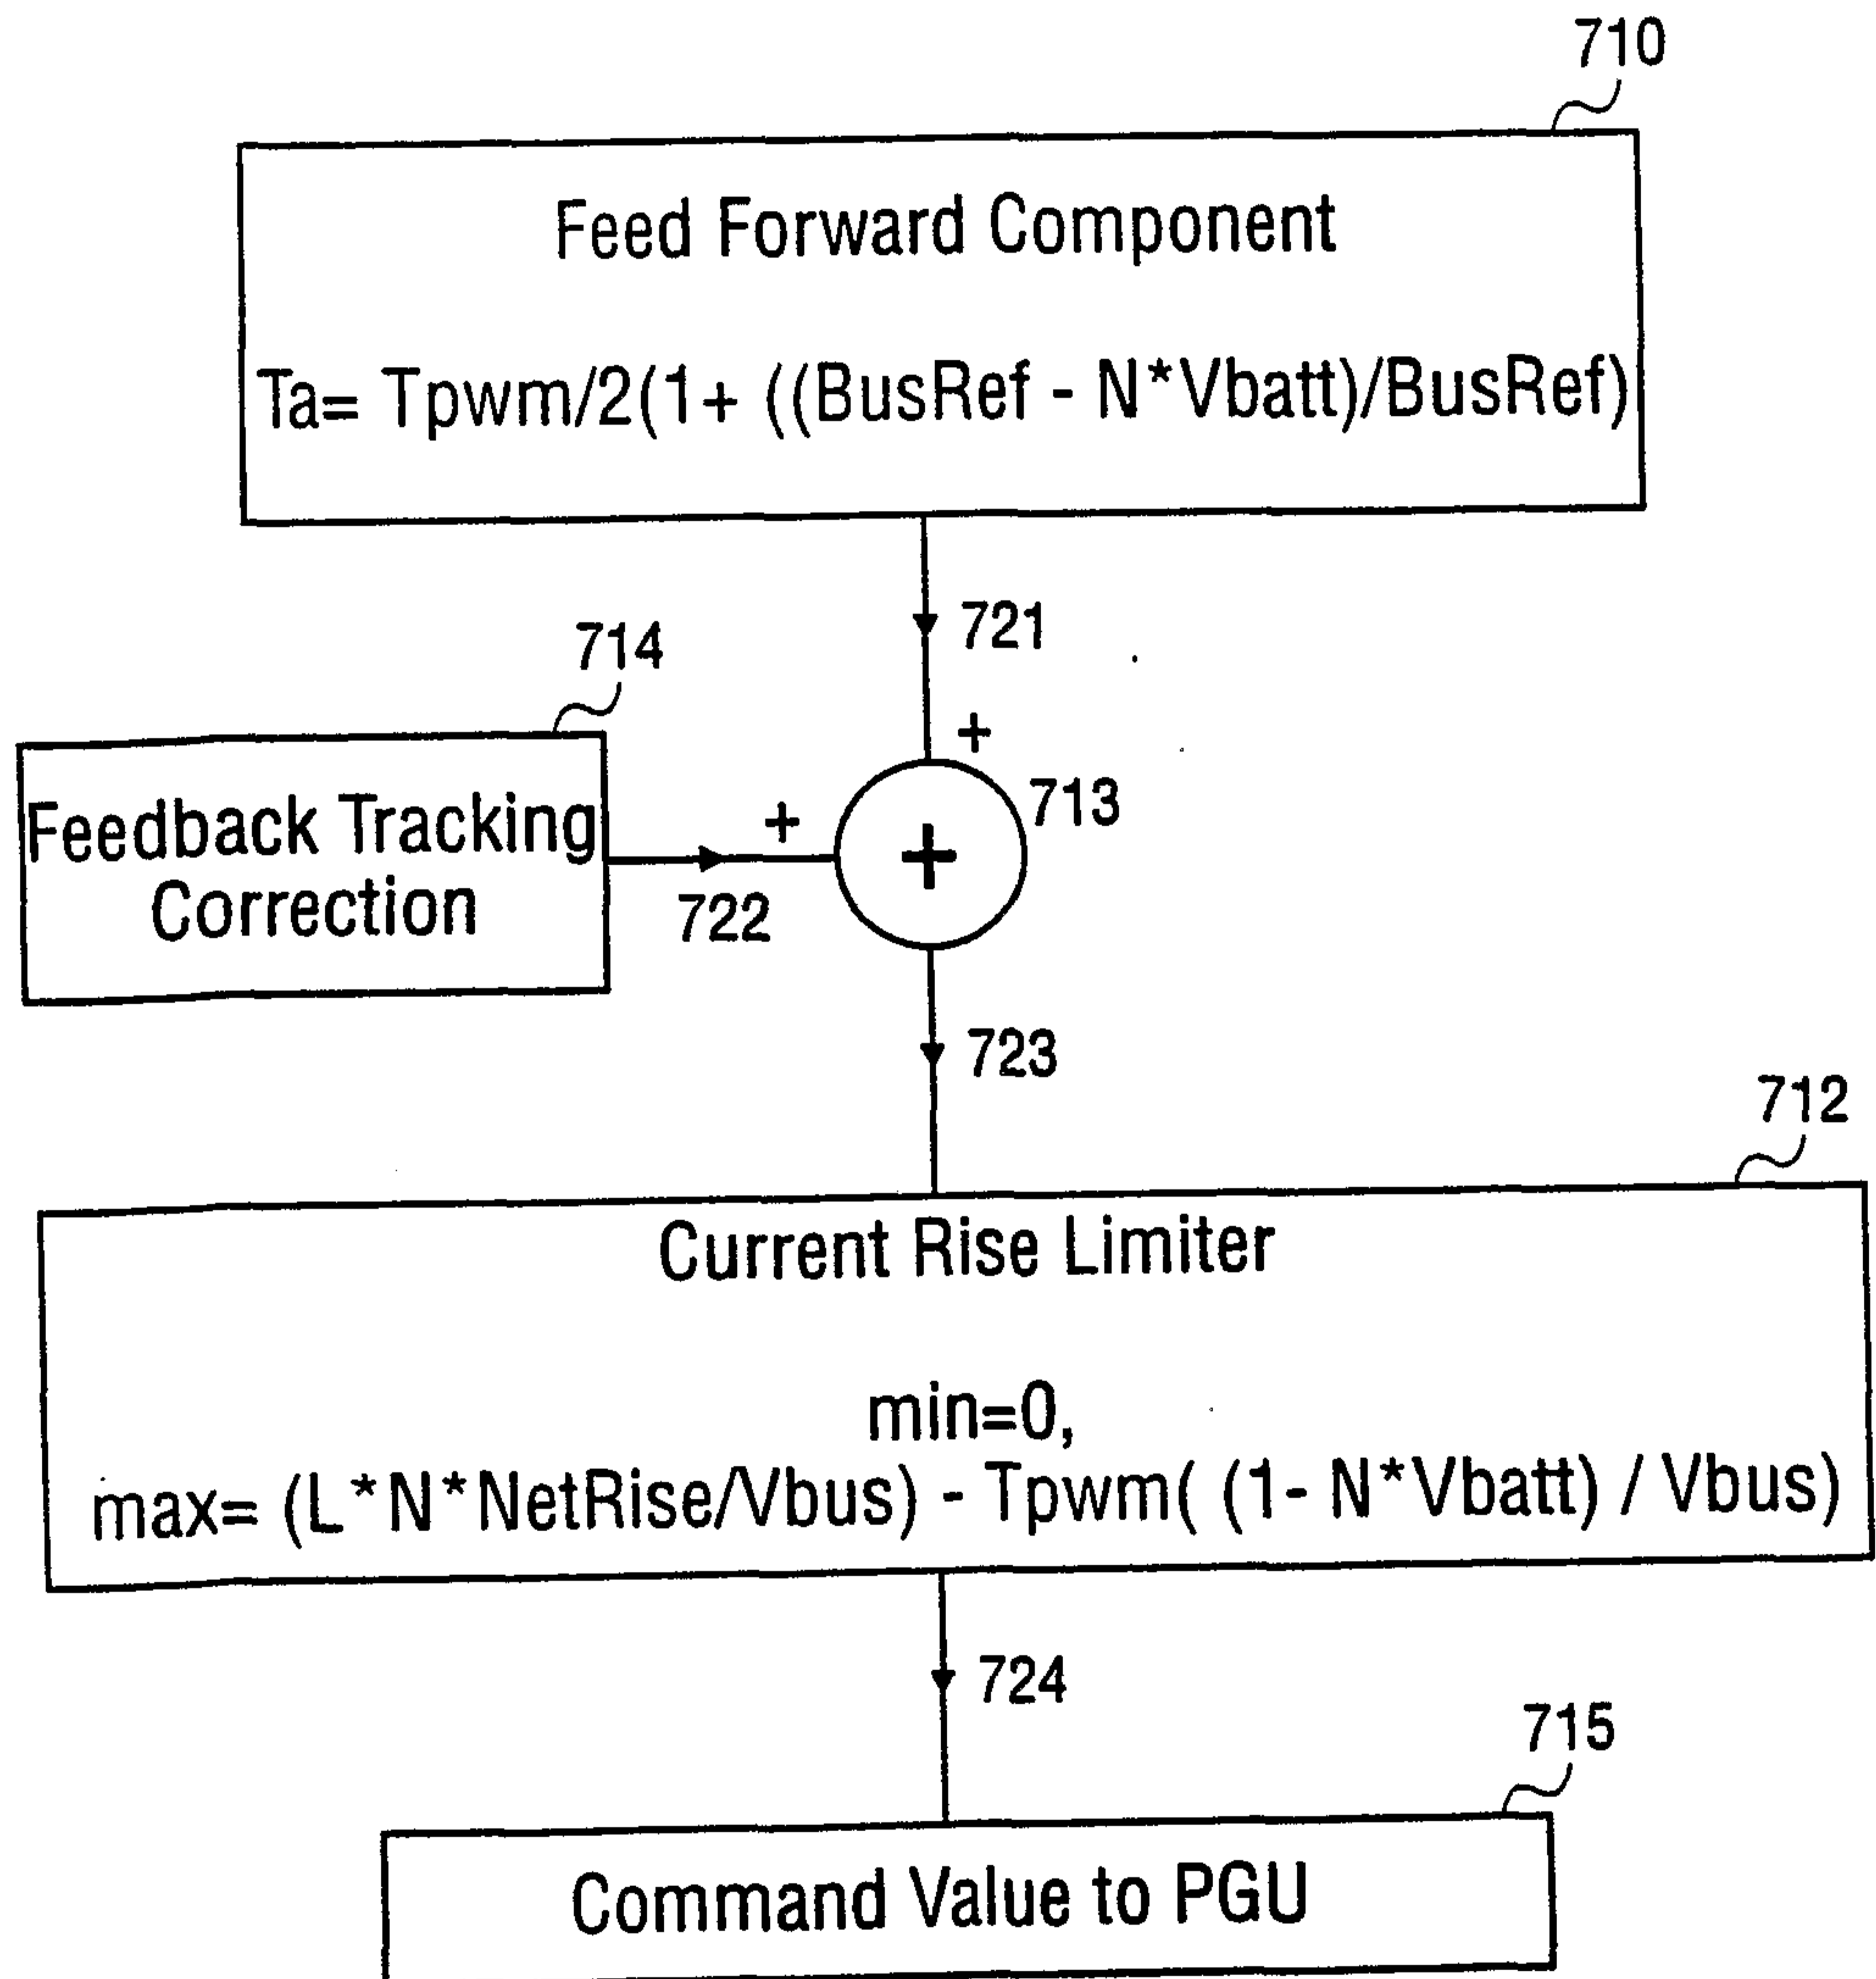 710
Feed Forward Component
Ta= Tpwm/2(1+ ((BusRef - N*Vbatt)/BusRef)
721
714
+
713
Feedback Tracking
Correction
+
+
722
723
712
Current Rise Limiter
min=0,
max= (L*N*NetRise/Vbus) - Tpwm( (1- N*Vbatt) / Vbus)
724
715
Command Value to PGU